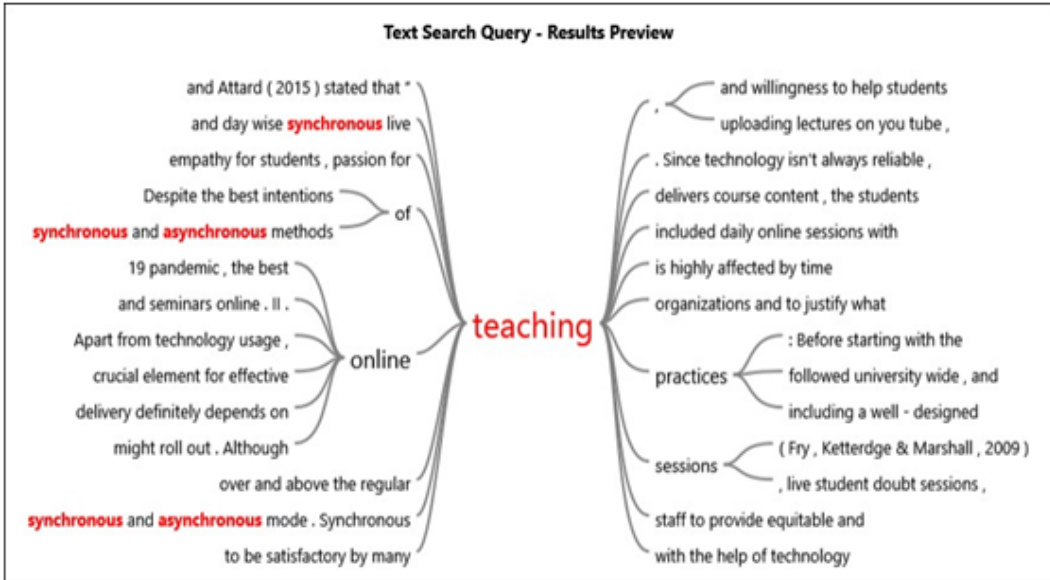 Text Search Query - Results Preview
and Attard ( 2015 ) stated that "
and day wise synchronous live
empathy for students , passion for
Despite the best intentions
synchronous and asynchronous methods
of
19 pandemic , the best
and seminars online . II .
Apart from technology usage ,
crucial element for effective
delivery definitely depends on
might roll out . Although
online
over and above the regular
synchronous and asynchronous mode . Synchronous
to be satisfactory by many
teaching
,
and willingness to help students
uploading lectures on you tube ,
. Since technology isn't always reliable ,
delivers course content , the students
included daily online sessions with
is highly affected by time
organizations and to justify what
practices
: Before starting with the
followed university wide , and
including a well - designed
sessions
( Fry , Ketterdge & Marshall , 2009 )
, live student doubt sessions ,
staff to provide equitable and
with the help of technology